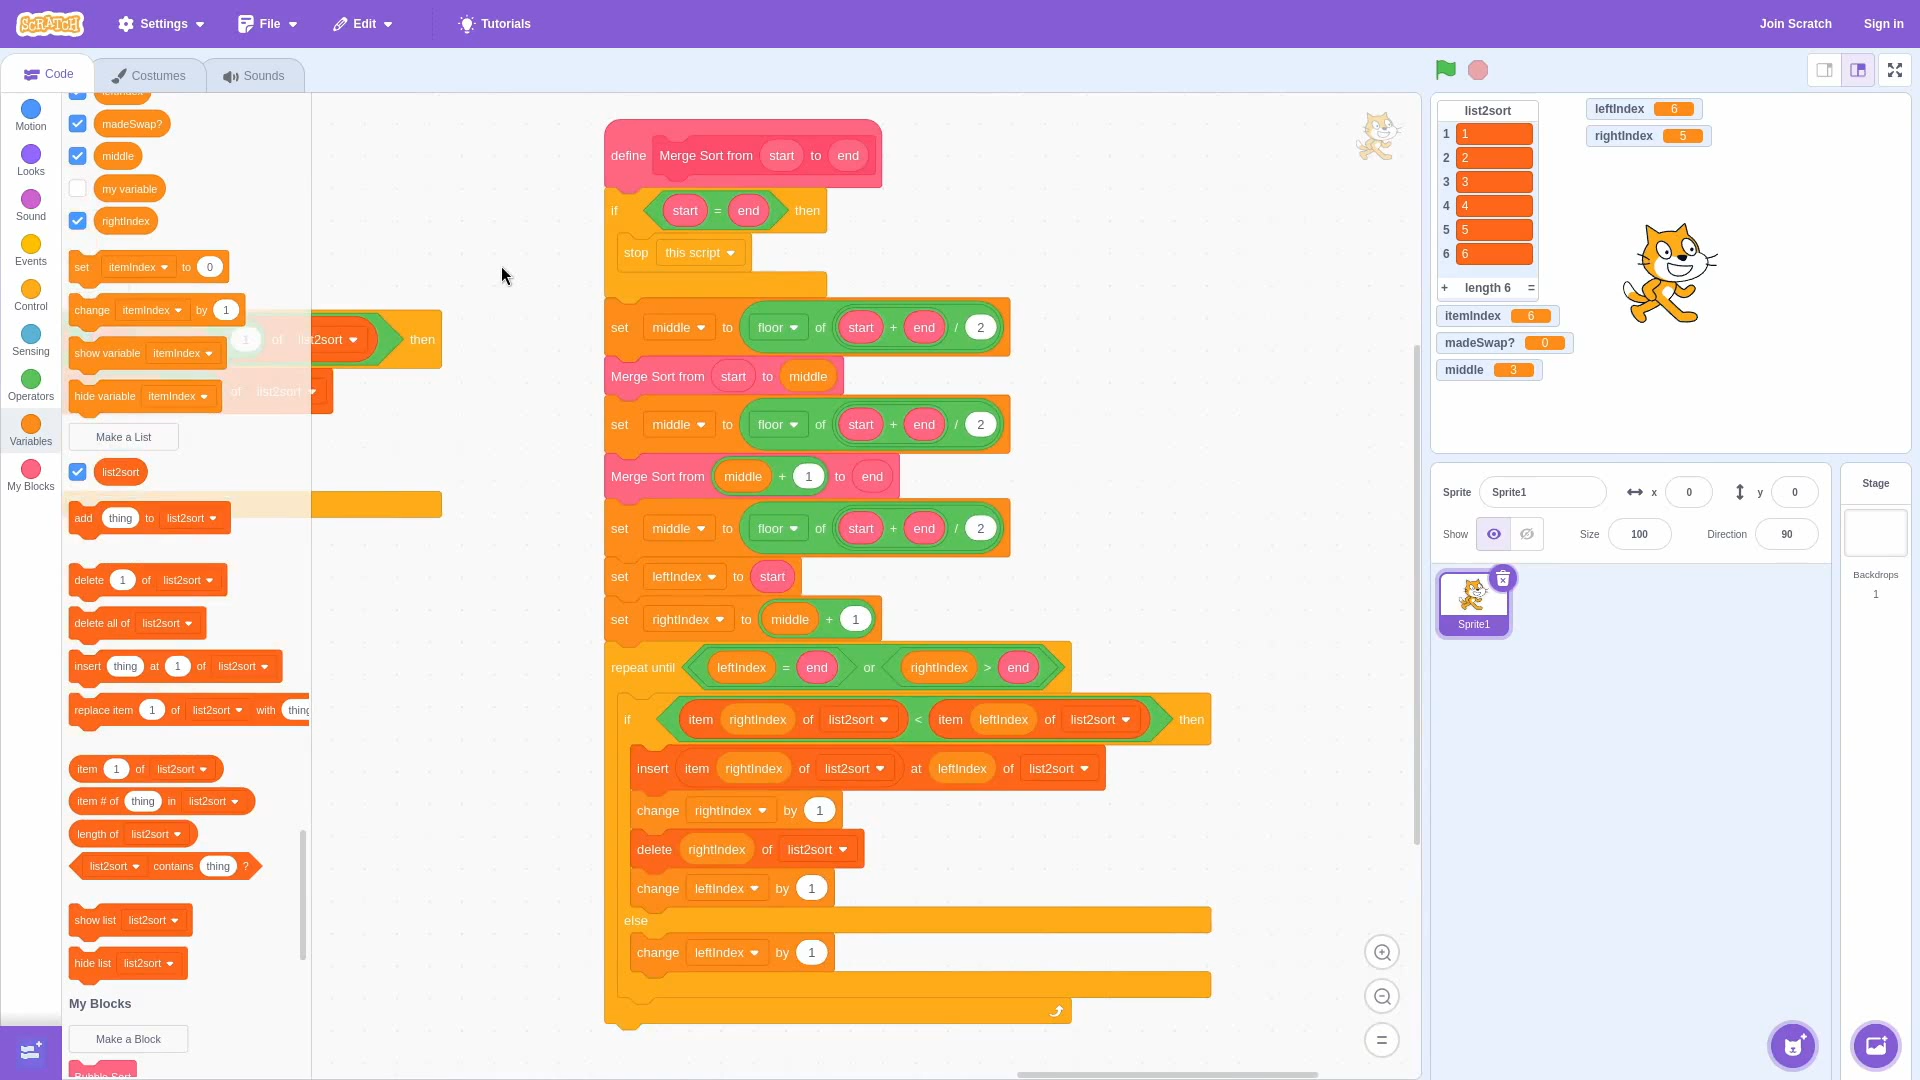 SCRATCH
Settings
File
Edit
Tutorials
Join Scratch
Sign in
Code
Costumes
Sounds
Motion
Looks
Sound
Events
Control
Sensing
Operators
Variables
My Blocks
madeSwap?
middle
my variable
rightIndex
set itemIndex to 0
change itemIndex by 1
show variable itemIndex
hide variable itemIndex
Make a List
list2sort
add thing to list2sort
delete 1 of list2sort
delete all of list2sort
insert thing at 1 of list2sort
replace item 1 of list2sort with thing
item 1 of list2sort
item # of thing in list2sort
length of list2sort
list2sort contains thing ?
show list list2sort
hide list list2sort
My Blocks
Make a Block
Bubble Sort
1 of list2sort then
of list2sort
define Merge Sort from start to end
if start = end then
stop this script
set middle to floor of start + end / 2
Merge Sort from start to middle
set middle to floor of start + end / 2
Merge Sort from middle + 1 to end
set middle to floor of start + end / 2
set leftIndex to start
set rightIndex to middle + 1
repeat until leftIndex = end or rightIndex > end
if item rightIndex of list2sort < item leftIndex of list2sort then
insert item rightIndex of list2sort at leftIndex of list2sort
change rightIndex by 1
delete rightIndex of list2sort
change leftIndex by 1
else
change leftIndex by 1
list2sort
1 1
2 2
3 3
4 4
5 5
6 6
+ length 6 =
leftIndex 6
rightIndex 5
itemIndex 6
madeSwap? 0
middle 3
Sprite Sprite1 x 0 y 0
Show Size 100 Direction 90
Sprite1
Stage
Backdrops
1